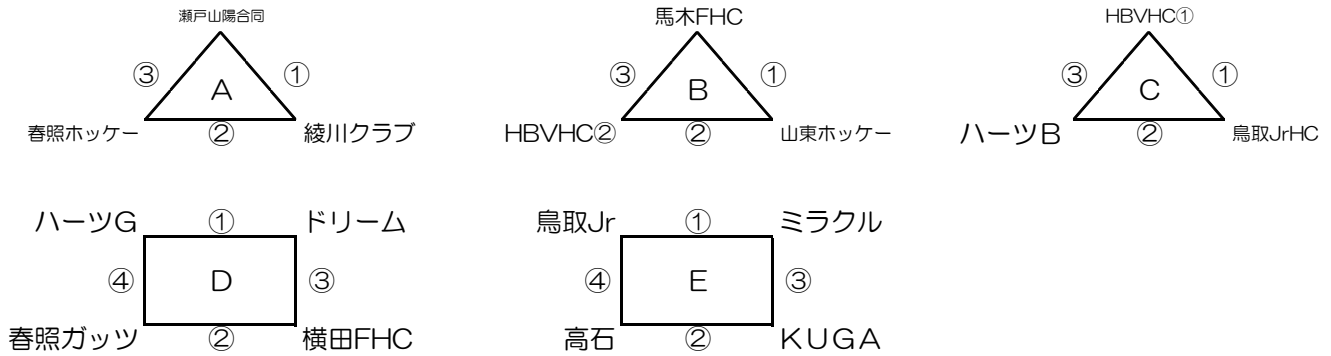 瀬戸山陽合同 馬木FHC HBVHC①
③ ① ③ ① ③ ①
A B C
春照ホッケー ② 綾川クラブ HBVHC② ② 山東ホッケー ハーツB ② 鳥取JrHC
ハーツG ① ドリーム 鳥取Jr ① ミラクル
④ D ③ ④ E ③
春照ガッツ ② 横田FHC 高石 ② KUGA